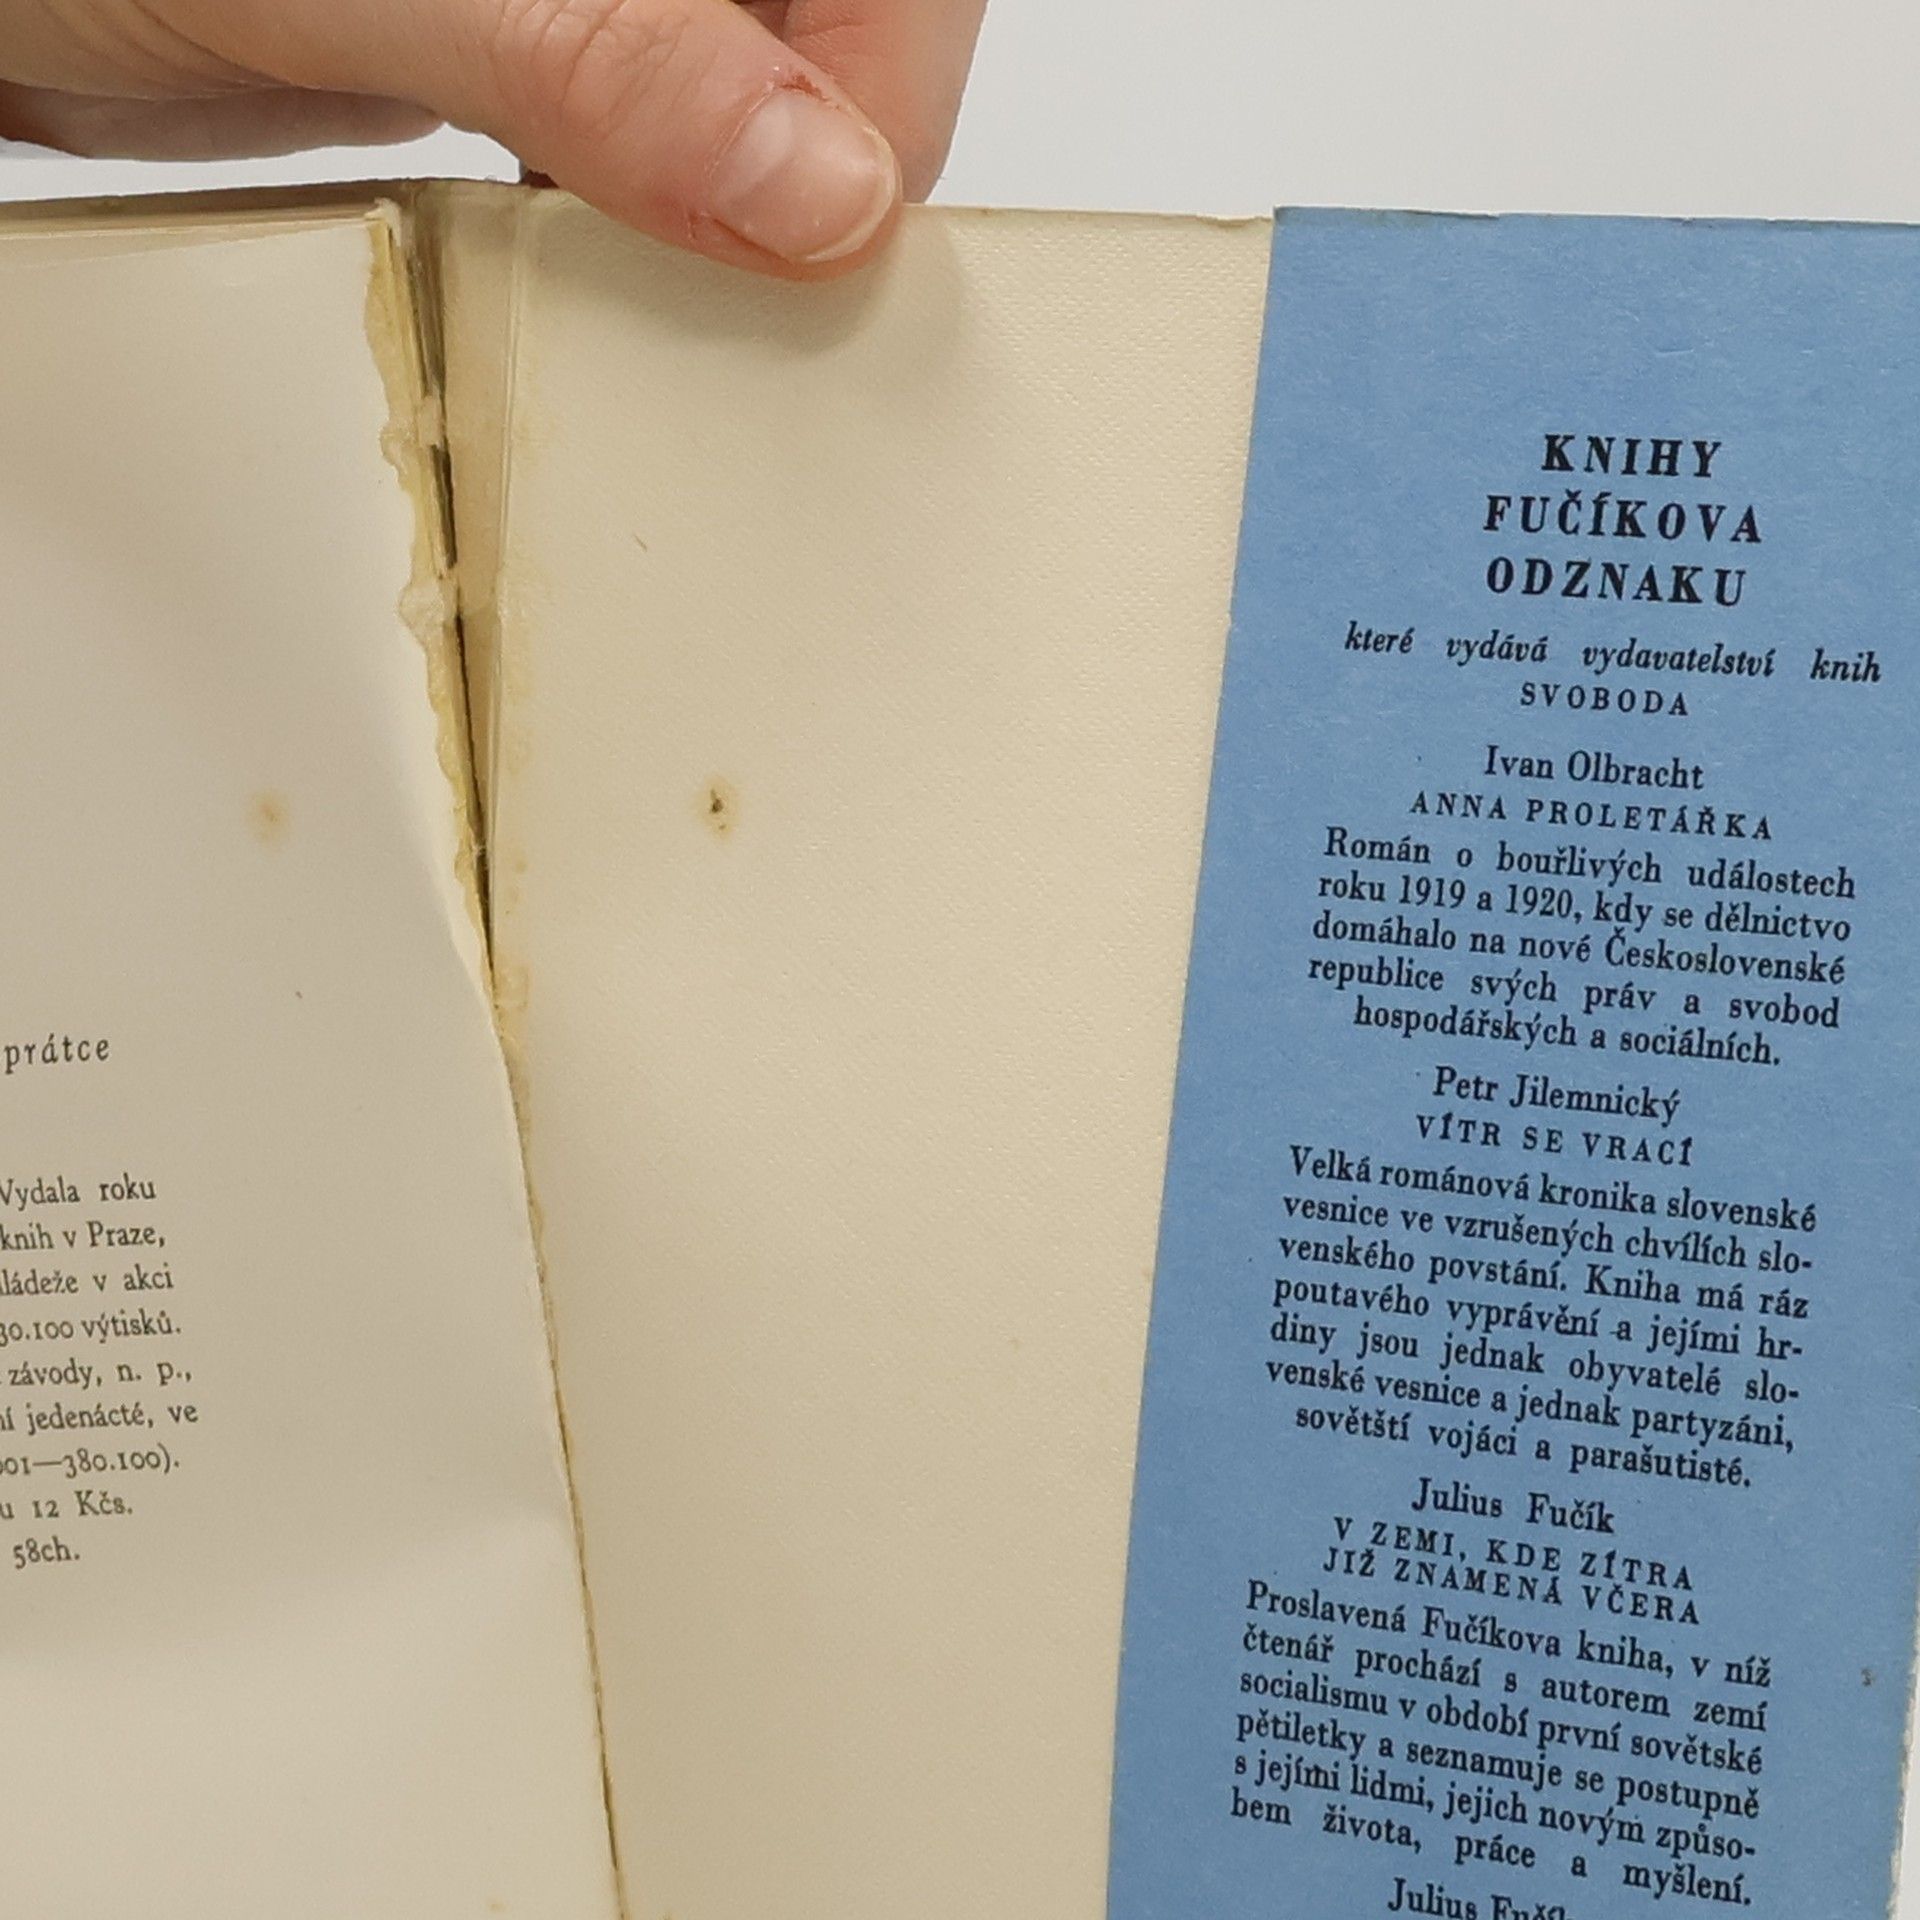 prátce
Vydala roku
knih v Praze,
ládeže v akci
30.100 výtisků.
závody, n. p.,
ní jedenácté, ve
001—380.100).
u 12 Kčs.
58ch.
KNIHY
FUČÍKOVA
ODZNAKU
které vydává vydavatelství knih
SVOBODA
Ivan Olbracht
ANNA PROLETÁŘKA
Román o bouřlivých událostech
roku 1919 a 1920, kdy se dělnictvo
domáhalo na nové Československé
republice svých práv a svobod
hospodářských a sociálních.
Petr Jilemnický
VÍTR SE VRACÍ
Velká románová kronika slovenské
vesnice ve vzrušených chvílích slo-
venského povstání. Kniha má ráz
poutavého vyprávění a jejími hr-
diny jsou jednak obyvatelé slo-
venské vesnice a jednak partyzáni,
sovětští vojáci a parašutisté.
Julius Fučík
V ZEMI, KDE ZÍTRA
JIŽ ZNAMENÁ VČERA
Proslavená Fučíkova kniha, v níž
čtenář prochází s autorem zemí
socialismu v období první sovětské
pětiletky a seznamuje se postupně
s jejími lidmi, jejich novým způso-
bem života, práce a myšlení.
Julius